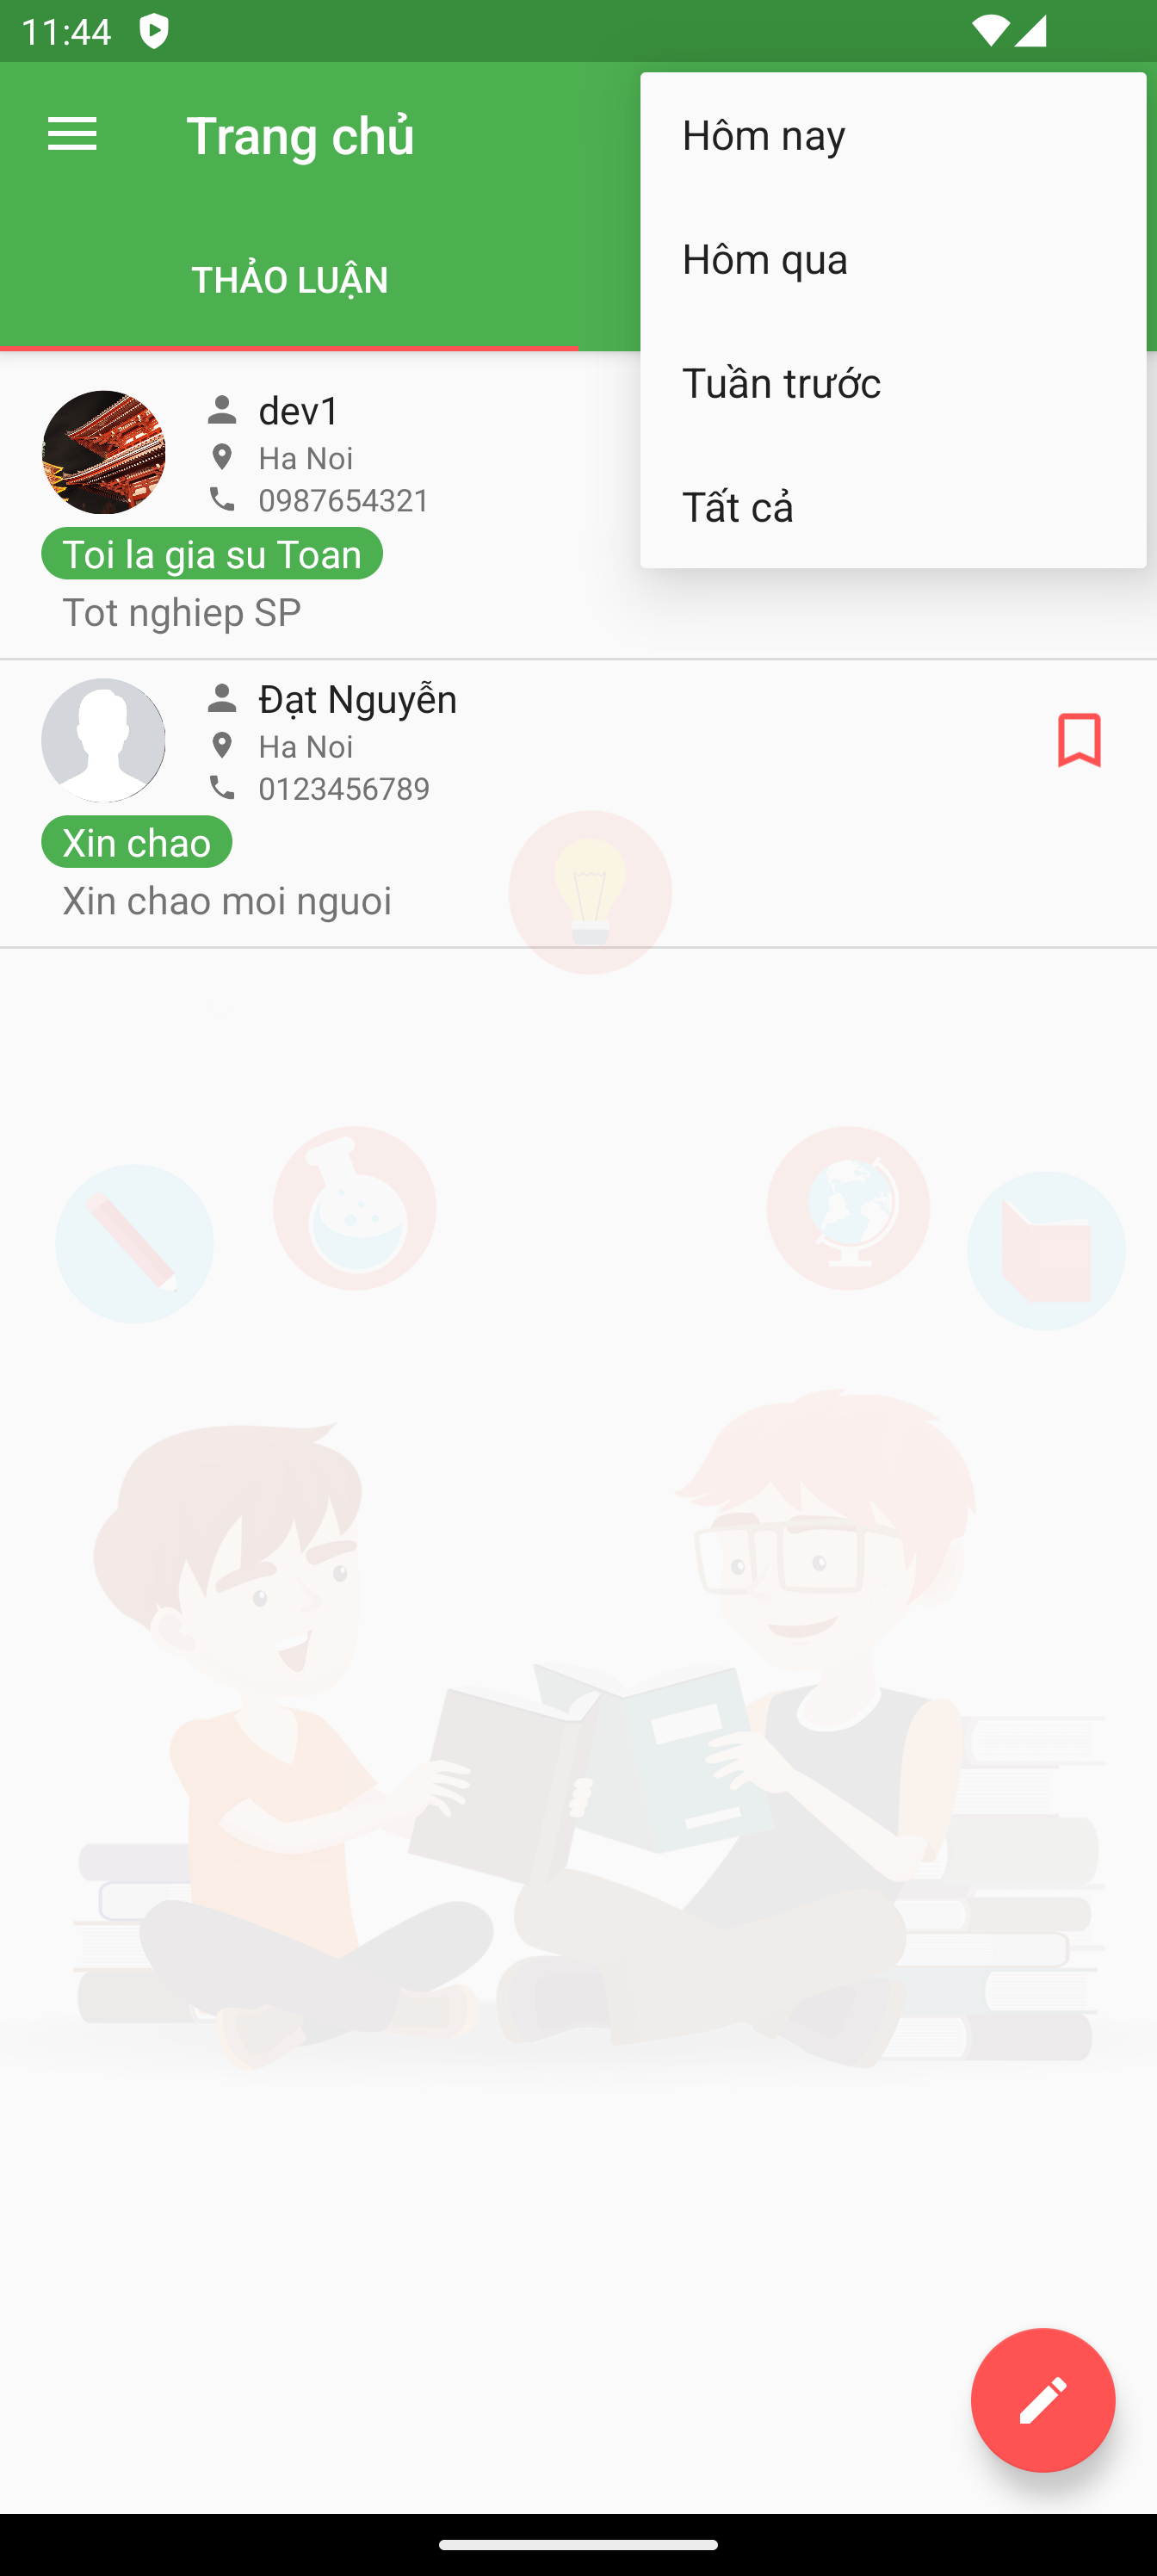 11:44
Trang chủ
THẢO LUẬN
Hôm nay
Hôm qua
Tuần trước
Tất cả
dev1
Ha Noi
0987654321
Toi la gia su Toan
Tot nghiep SP
Đạt Nguyễn
Ha Noi
0123456789
Xin chao
Xin chao moi nguoi